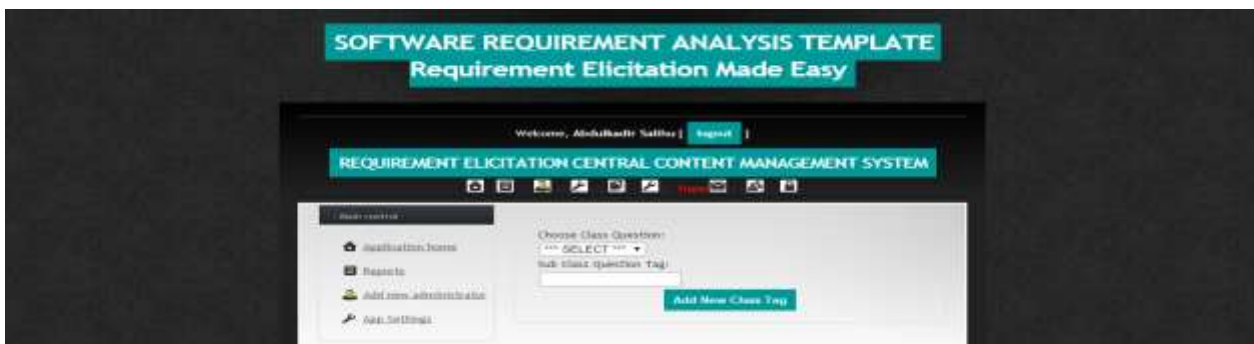 SOFTWARE REQUIREMENT ANALYSIS TEMPLATE
Requirement Elicitation Made Easy
Welcome, Abdulkadir Salihu [ logout ]
REQUIREMENT ELICITATION CENTRAL CONTENT MANAGEMENT SYSTEM
Main control
Application home
Reports
Add new administrator
App Settings
Choose Class Question:
*** SELECT ***
Sub Class Question Tag:
Add New Class Tag